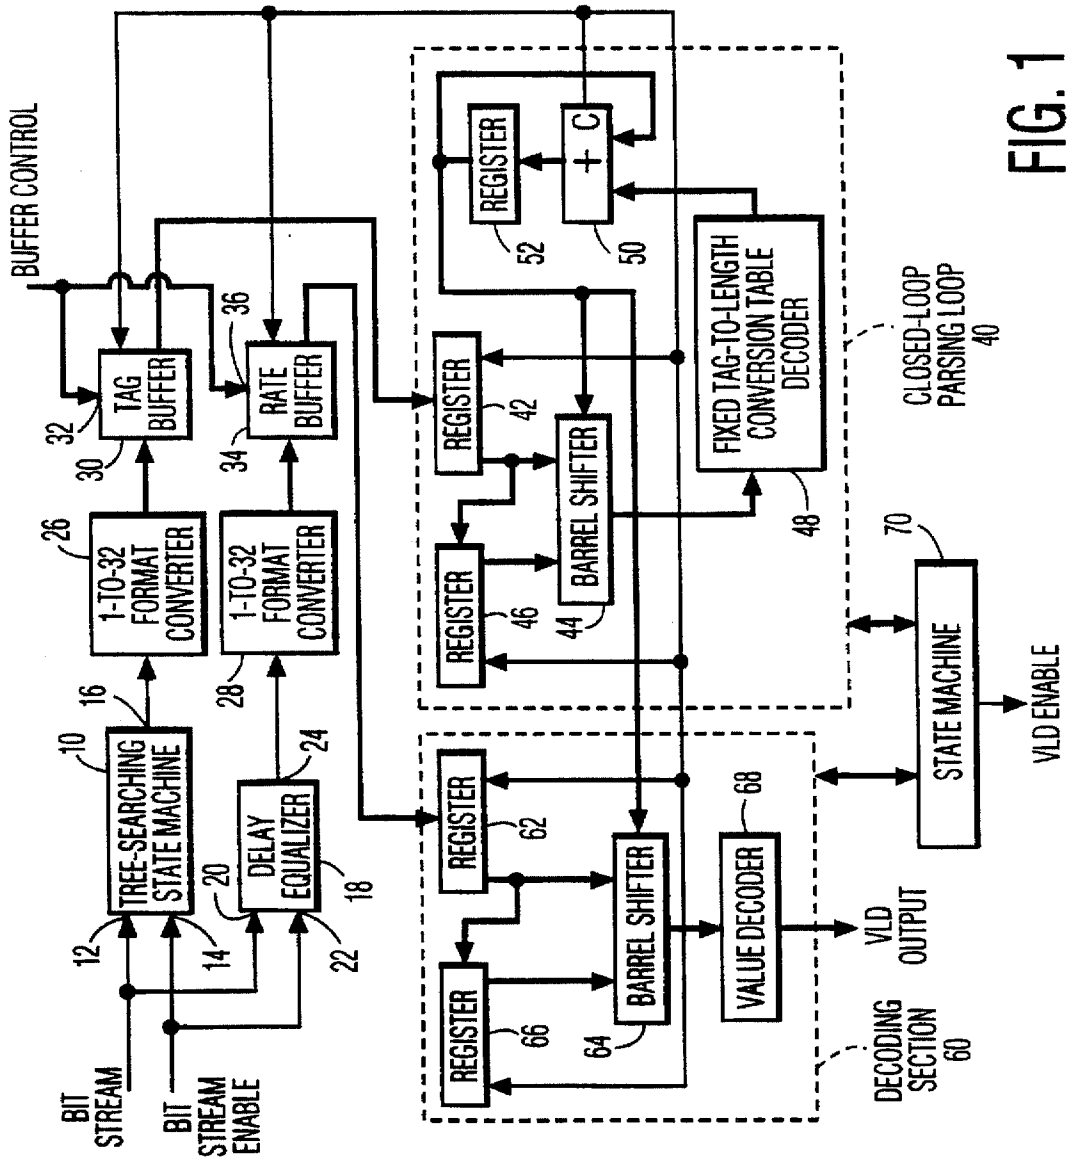 BIT
STREAM
BIT
STREAM
ENABLE
12
14
10
TREE-SEARCHING
STATE MACHINE
16
20
22
DELAY
EQUALIZER
18
24
26
1-TO-32
FORMAT
CONVERTER
28
1-TO-32
FORMAT
CONVERTER
BUFFER CONTROL
32
30
TAG
BUFFER
36
34
RATE
BUFFER
REGISTER
66
REGISTER
62
BARREL SHIFTER
64
VALUE DECODER
68
VLD
OUTPUT
DECODING
SECTION
60
REGISTER
46
REGISTER
42
BARREL SHIFTER
44
REGISTER
52
+ C
50
FIXED TAG-TO-LENGTH
CONVERSION TABLE
DECODER
48
CLOSED-LOOP
PARSING LOOP
40
STATE MACHINE
70
VLD ENABLE
FIG. 1